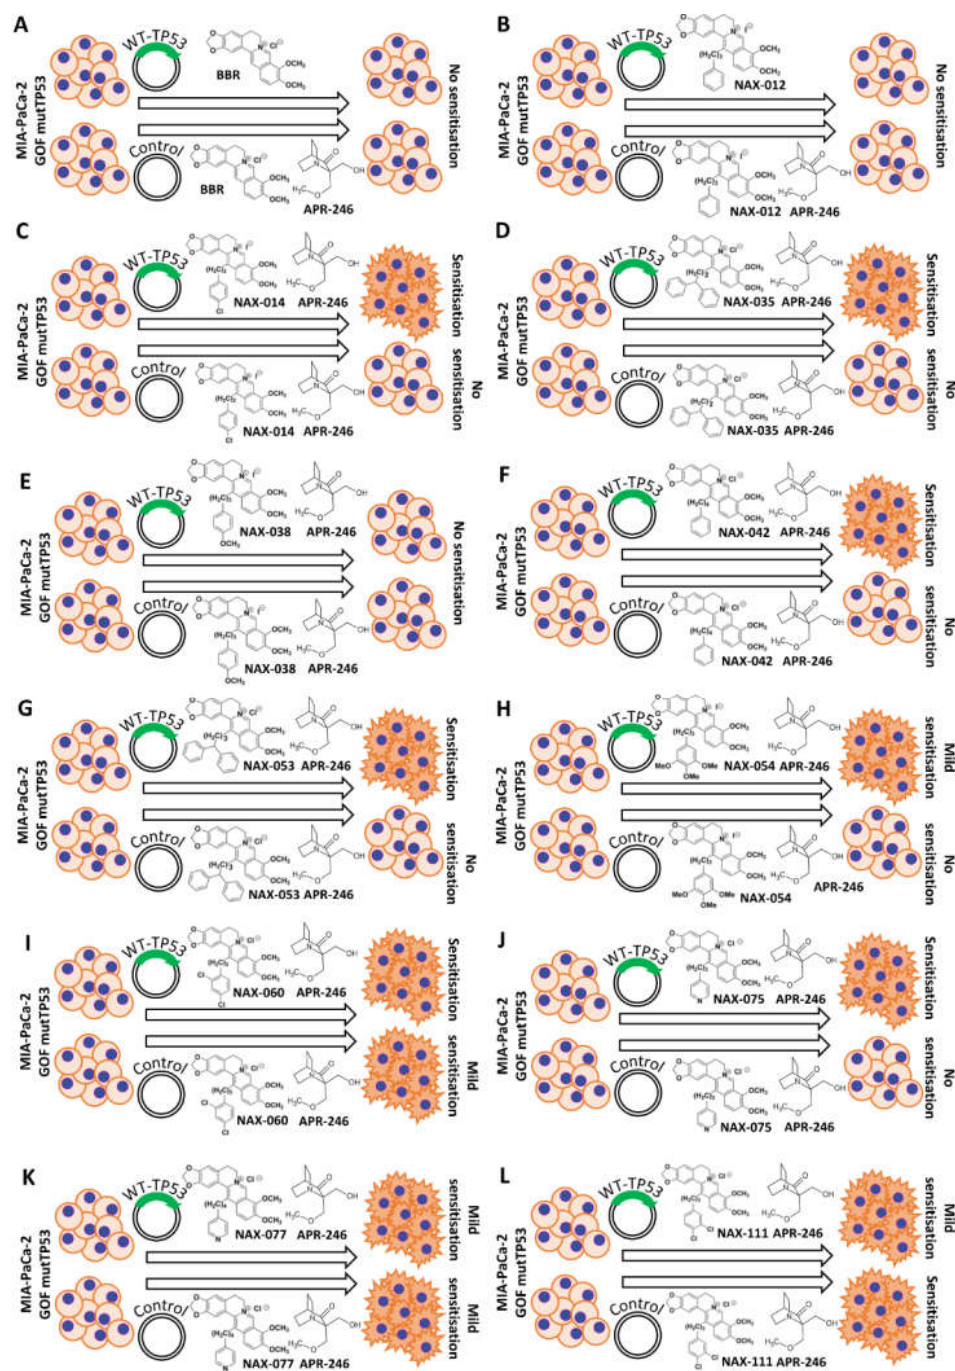 A
MIA-PaCa-2
GOF mutTP53
WT-TP53
BBR
Control
BBR
APR-246
No sensitisation
B
MIA-PaCa-2
GOF mutTP53
WT-TP53
NAX-012
Control
NAX-012 APR-246
No sensitisation
C
MIA-PaCa-2
GOF mutTP53
WT-TP53
NAX-014 APR-246
Sensitisation
Control
NAX-014 APR-246
No
sensitisation
D
MIA-PaCa-2
GOF mutTP53
WT-TP53
NAX-035 APR-246
Sensitisation
Control
NAX-035 APR-246
No
sensitisation
E
MIA-PaCa-2
GOF mutTP53
WT-TP53
NAX-038 APR-246
Control
NAX-038 APR-246
No sensitisation
F
MIA-PaCa-2
GOF mutTP53
WT-TP53
NAX-042 APR-246
Sensitisation
Control
NAX-042 APR-246
No
sensitisation
G
MIA-PaCa-2
GOF mutTP53
WT-TP53
NAX-053 APR-246
Sensitisation
Control
NAX-053 APR-246
No
sensitisation
H
MIA-PaCa-2
GOF mutTP53
WT-TP53
NAX-054 APR-246
Mild
sensitisation
Control
NAX-054
APR-246
No
sensitisation
I
MIA-PaCa-2
GOF mutTP53
WT-TP53
NAX-060 APR-246
Sensitisation
Control
NAX-060 APR-246
Mild
sensitisation
J
MIA-PaCa-2
GOF mutTP53
WT-TP53
NAX-075 APR-246
Sensitisation
Control
NAX-075 APR-246
No
sensitisation
K
MIA-PaCa-2
GOF mutTP53
WT-TP53
NAX-077 APR-246
Mild
sensitisation
Control
NAX-077 APR-246
Mild
sensitisation
L
MIA-PaCa-2
GOF mutTP53
WT-TP53
NAX-111 APR-246
Mild
sensitisation
Control
NAX-111 APR-246
Sensitisation